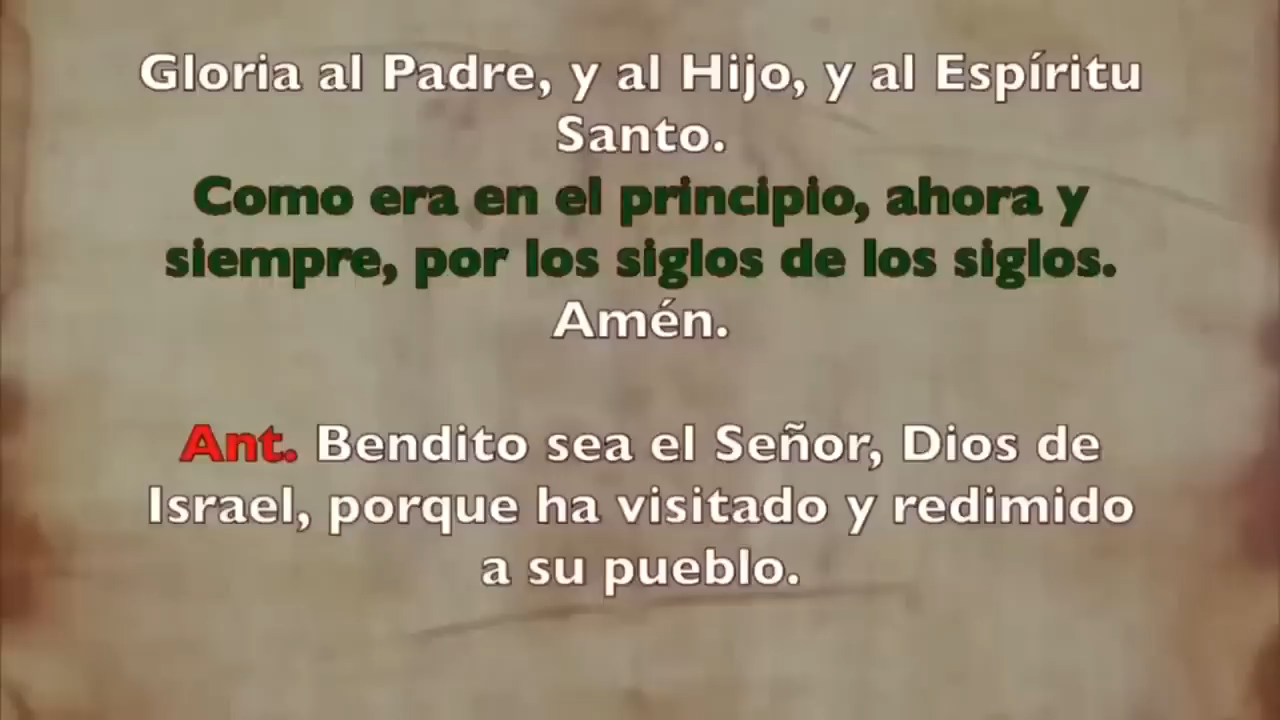 Gloria al Padre, y al Hijo, y al Espíritu
Santo.
Como era en el principio, ahora y
siempre, por los siglos de los siglos.
Amén.
Ant. Bendito sea el Señor, Dios de
Israel, porque ha visitado y redimido
a su pueblo.